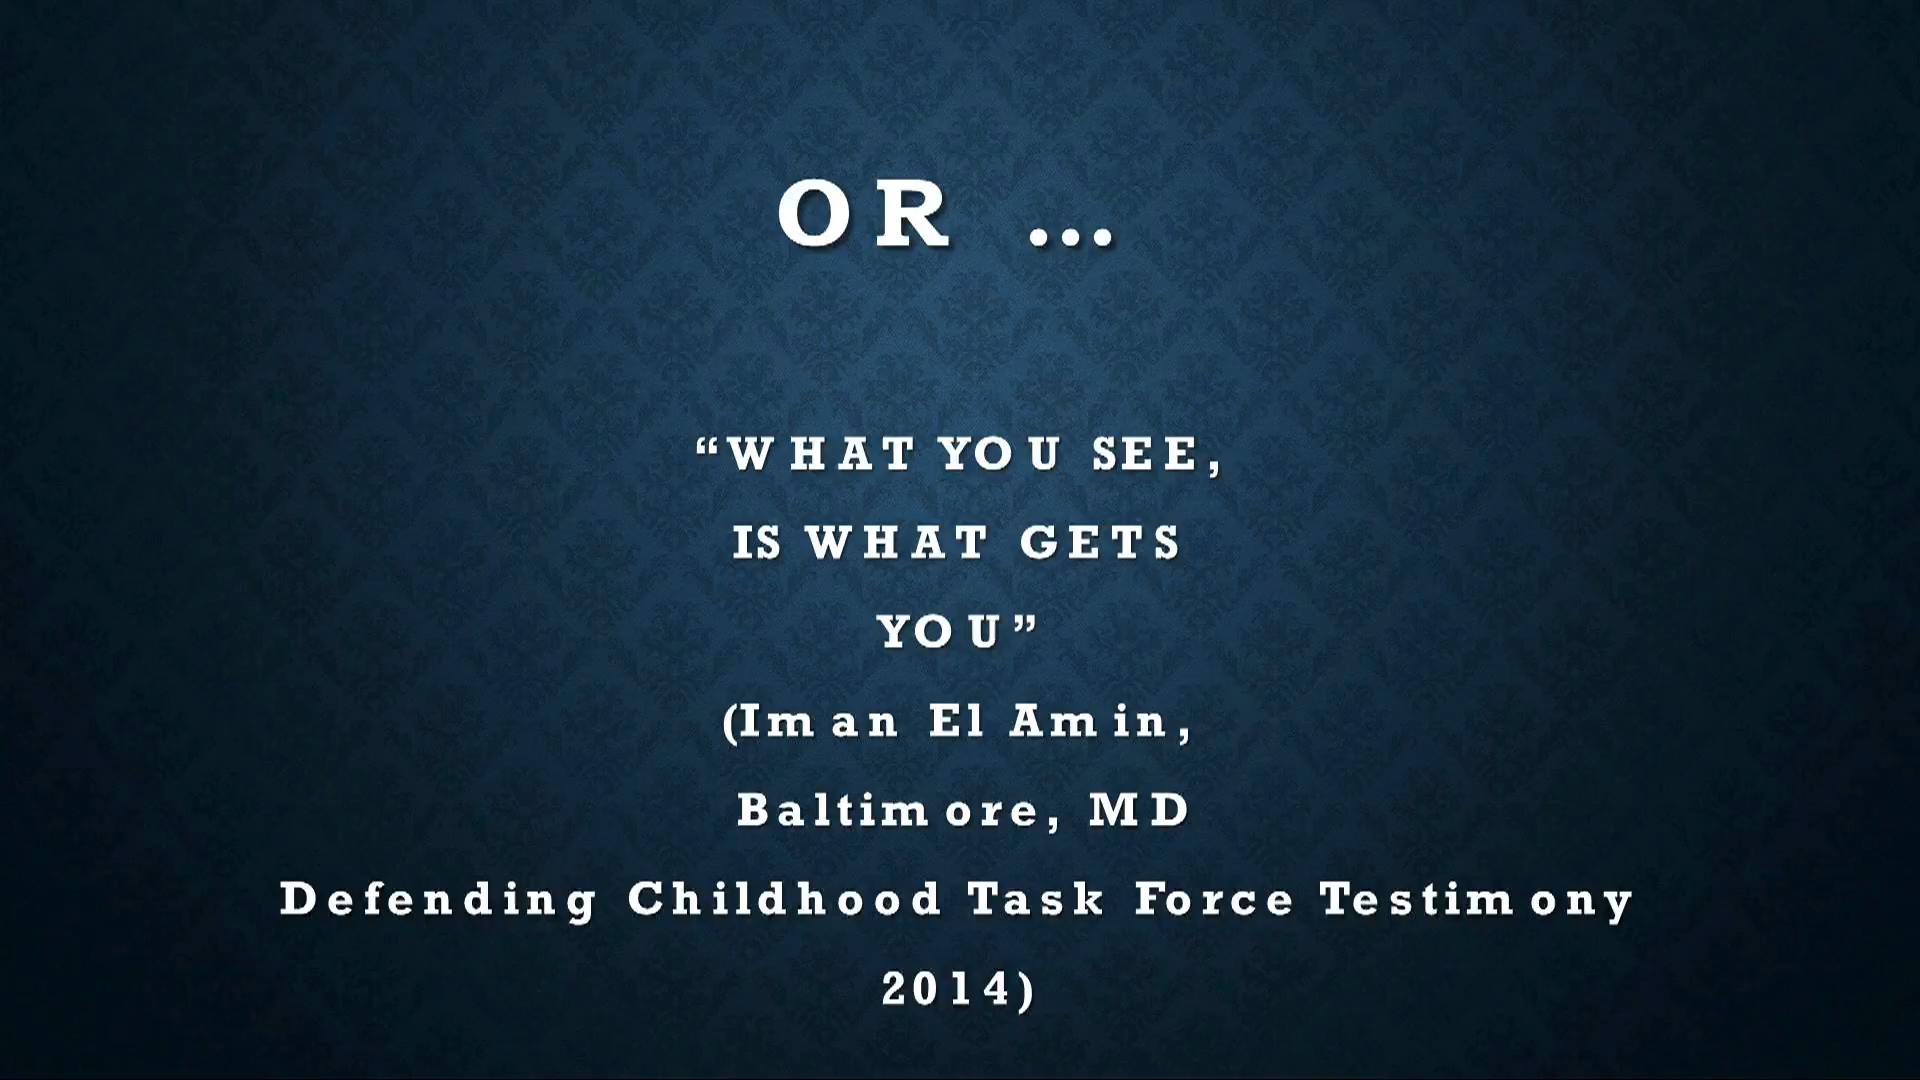 OR ...
“WHAT YOU SEE,
IS WHAT GETS
YOU”
(Iman El Amin,
Baltimore, MD
Defending Childhood Task Force Testimony
2014)